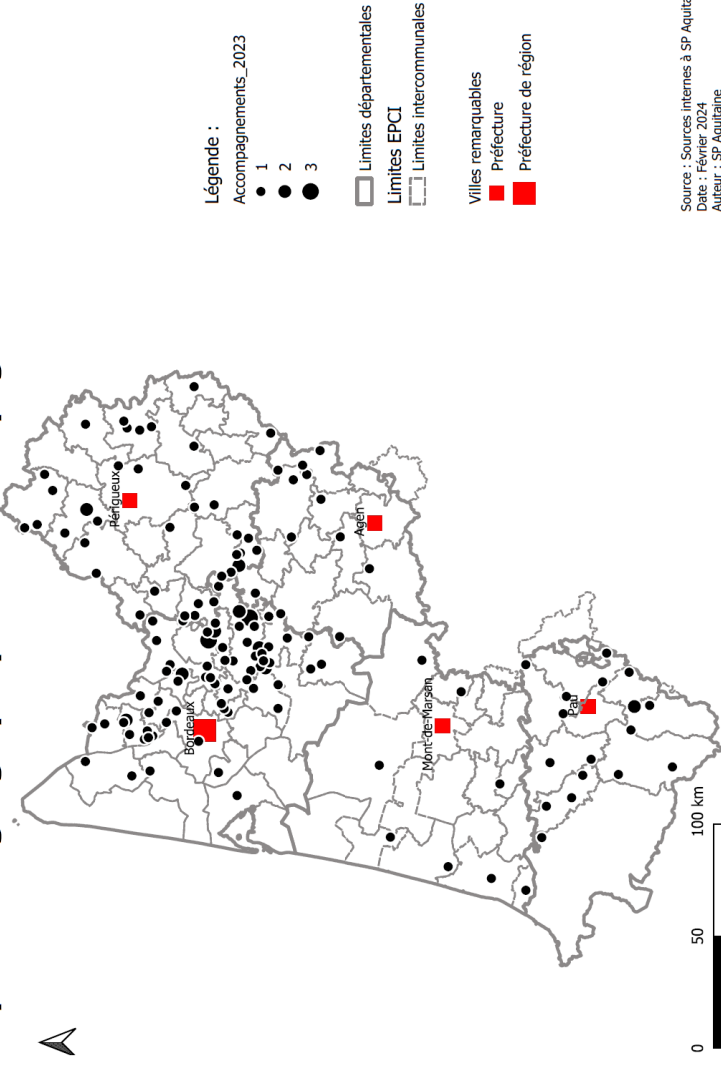 Légende :
Accompagnements_2023
1
2
3
Limites départementales
Limites EPCI
Limites intercommunales
Villes remarquables
Préfecture
Préfecture de région
Périgueux
Bordeaux
Agen
Mont-de-Marsan
Pau
0 50 100 km
Source : Sources internes à SP
Date : Février 2024
Auteur : SP Aquitaine